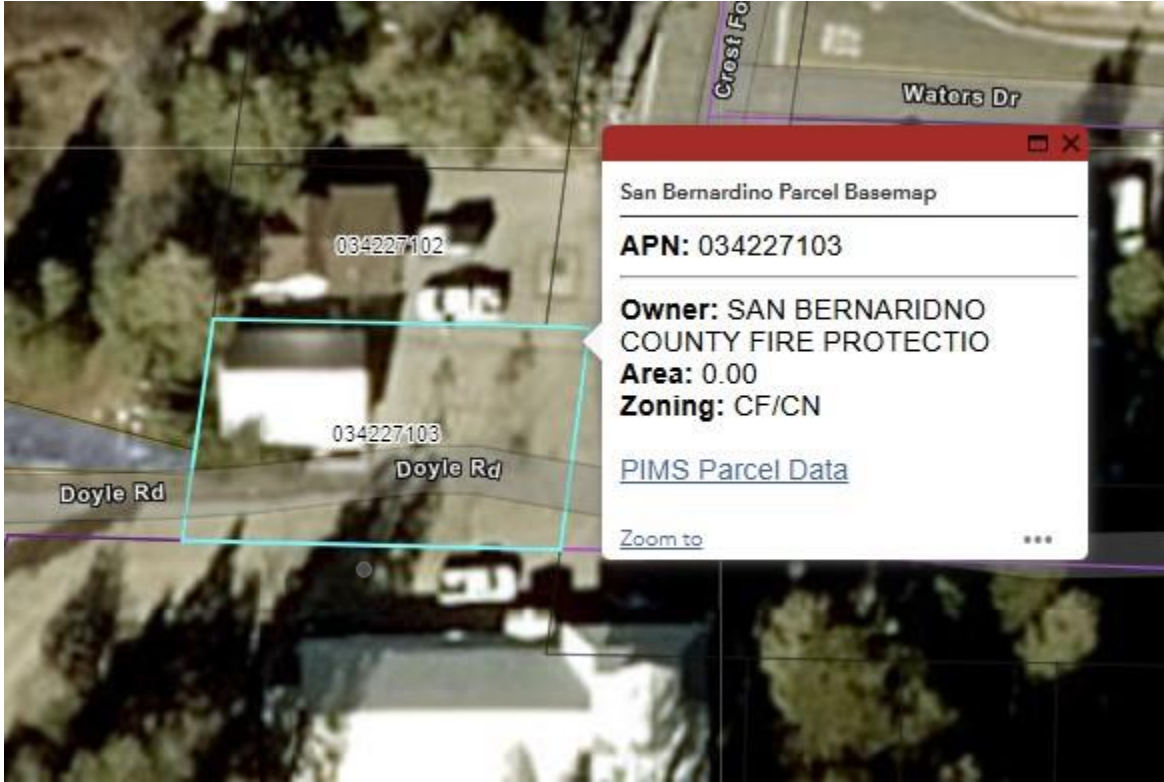 Crest Fo
Waters Dr
San Bernardino Parcel Basemap
034227102
APN: 034227103
Owner: SAN BERNARIDNO
COUNTY FIRE PROTECTIO
Area: 0.00
Zoning: CF/CN
034227103
Doyle Rd
PIMS Parcel Data
Doyle Rd
Zoom to